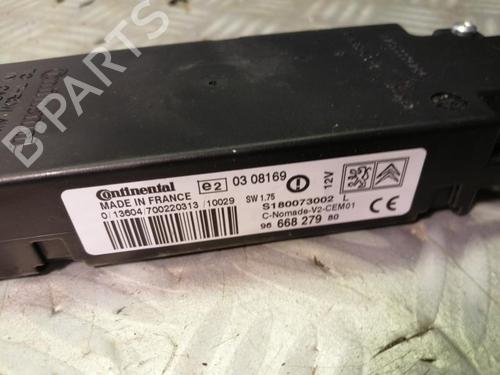 Continental
MADE IN FRANCE
e2 03 08169
12V
0 13604 700220313 10029
SW 1.75
S180073002 L
C-Nomade-V2-CEM01
96 668 279 80
CE
B-PARTS